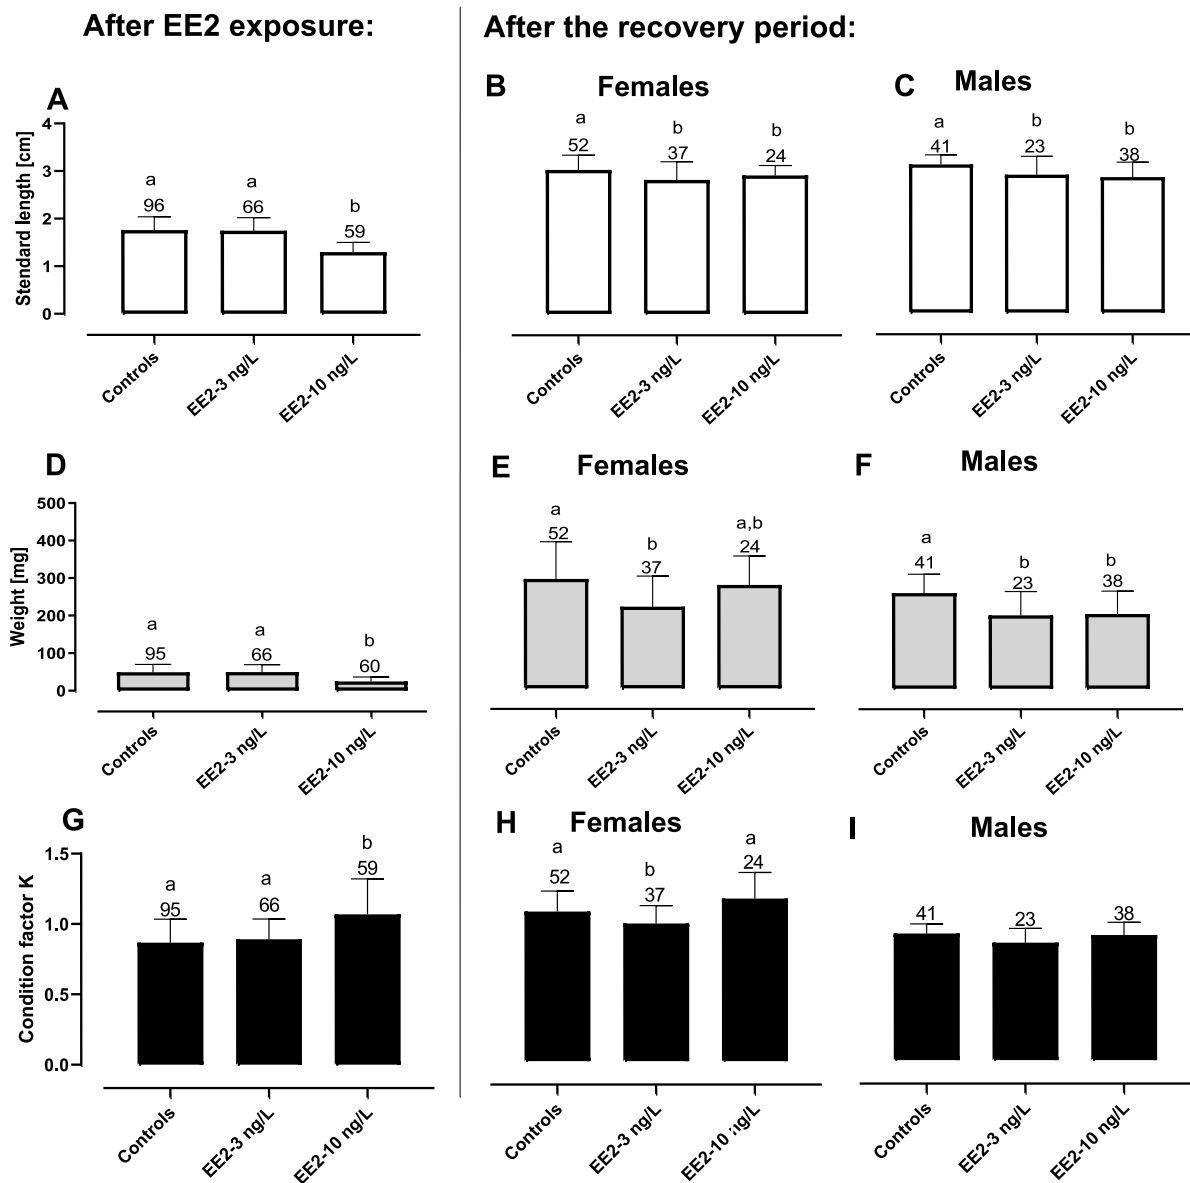 After EE2 exposure:
After the recovery period:
A
Stendard length [cm]
4
3
2
1
0
a
96
a
66
b
59
Controls
EE2-3 ng/L
EE2-10 ng/L
B
Females
a
52
b
37
b
24
Controls
EE2-3 ng/L
EE2-10 ng/L
C
Males
a
41
b
23
b
38
Controls
EE2-3 ng/L
EE2-10 ng/L
D
Weight [mg]
500
400
300
200
100
0
a
95
a
66
b
60
Controls
EE2-3 ng/L
EE2-10 ng/L
E
Females
a
52
b
37
a,b
24
Controls
EE2-3 ng/L
EE2-10 ng/L
F
Males
a
41
b
23
b
38
Controls
EE2-3 ng/L
EE2-10 ng/L
G
Condition factor K
1.5
1.0
0.5
0.0
a
95
a
66
b
59
Controls
EE2-3 ng/L
EE2-10 ng/L
H
Females
a
52
b
37
a
24
Controls
EE2-3 ng/L
EE2-10 ng/L
I
Males
41
23
38
Controls
EE2-3 ng/L
EE2-10 ng/L